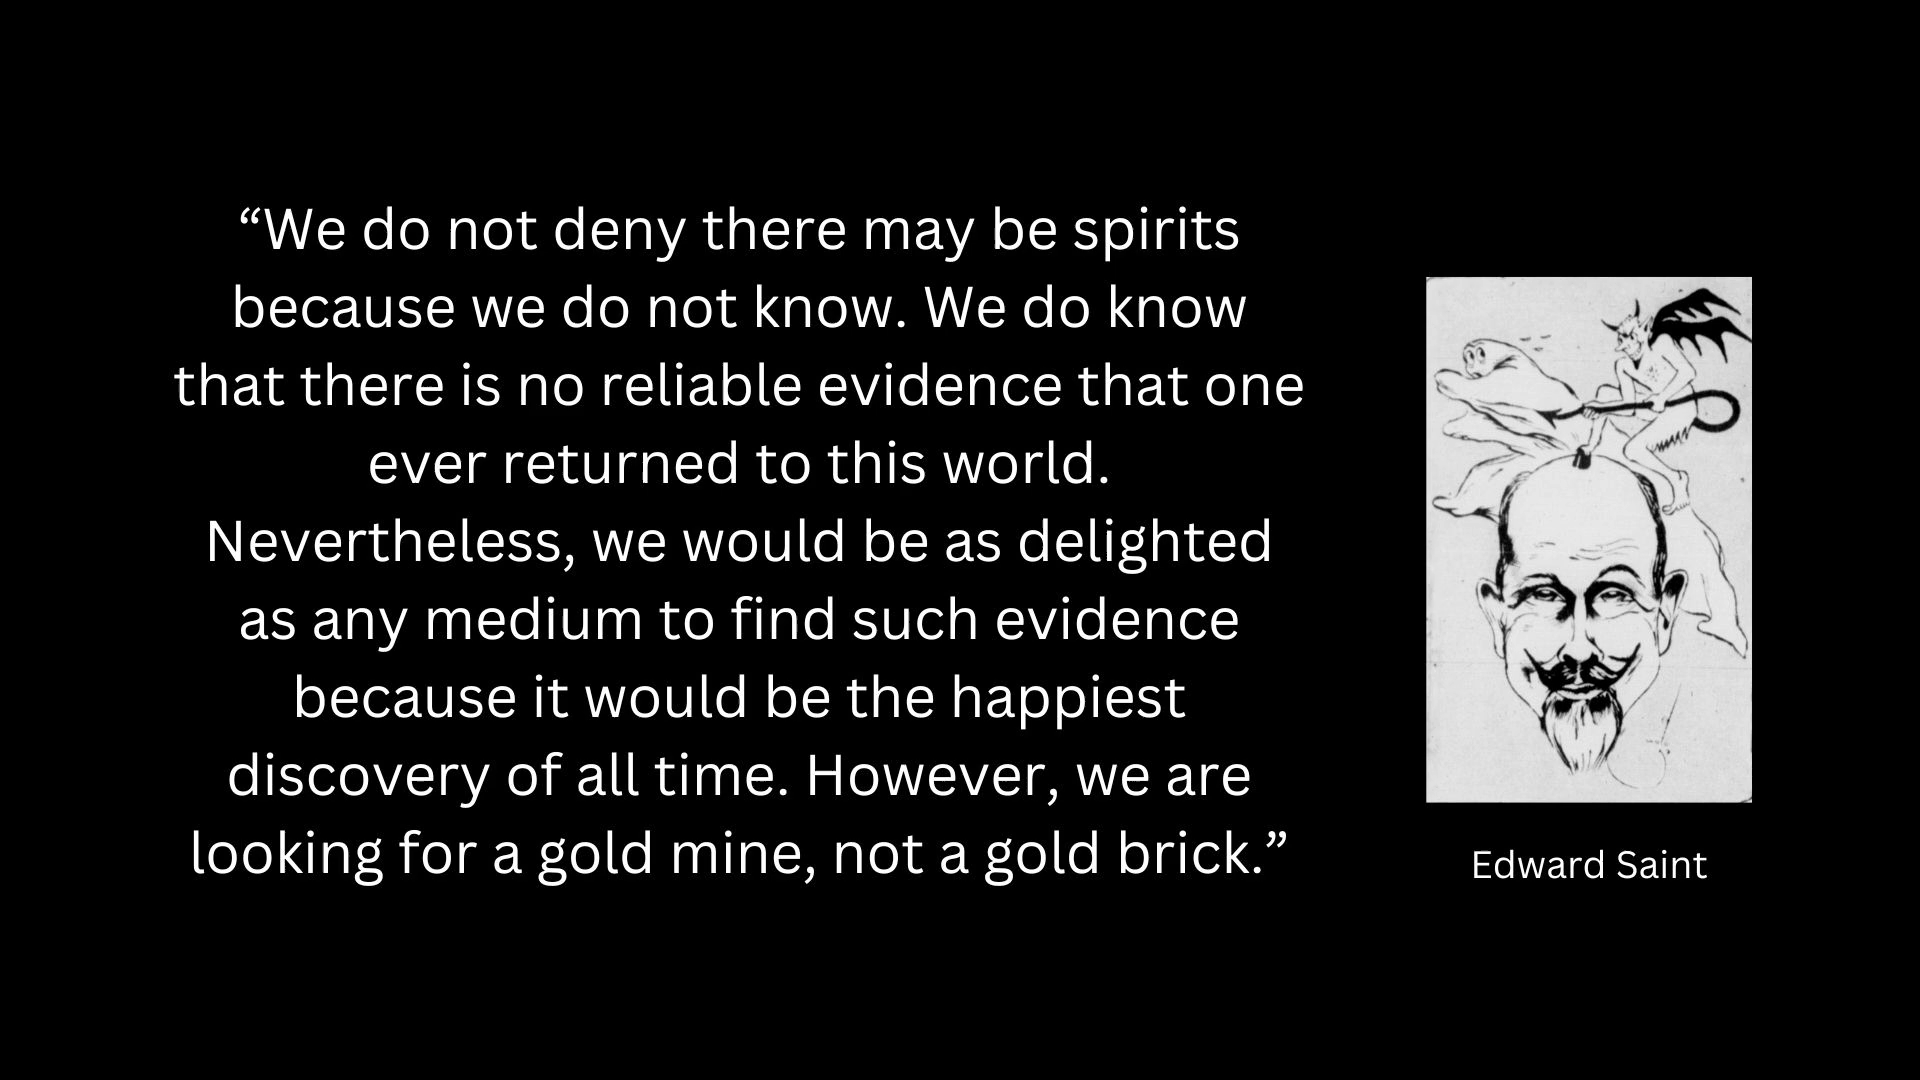 “We do not deny there may be spirits
because we do not know. We do know
that there is no reliable evidence that one
ever returned to this world.
Nevertheless, we would be as delighted
as any medium to find such evidence
because it would be the happiest
discovery of all time. However, we are
looking for a gold mine, not a gold brick.”
Edward Saint